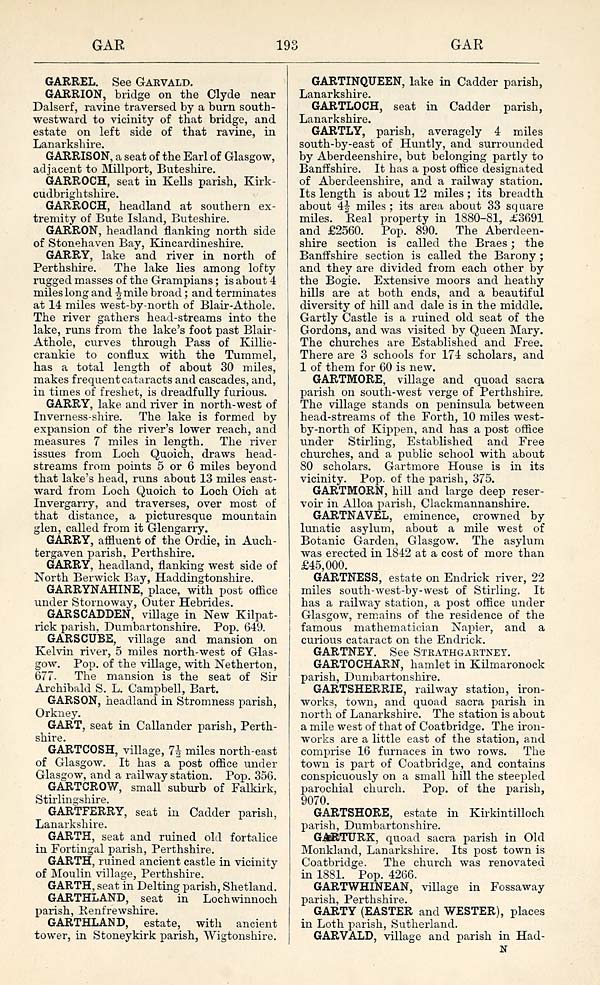 GAR 193 GAR
GARREL. See GARVALD.
GARRION, bridge on the Clyde near
Dalserf, ravine traversed by a burn south-
westward to vicinity of that bridge, and
estate on left side of that ravine, in
Lanarkshire.
GARRISON, a seat of the Earl of Glasgow,
adjacent to Millport, Buteshire.
GARROCH, seat in Kells parish, Kirk-
cudbrightshire.
GARROCH, headland at southern ex-
tremity of Bute Island, Buteshire.
GARRON, headland flanking north side
of Stonehaven Bay, Kincardineshire.
GARRY, lake and river in north of
Perthshire. The lake lies among lofty
rugged masses of the Grampians; is about 4
miles long and ½ mile broad; and terminates
at 14 miles west-by-north of Blair-Athole.
The river gathers head-streams into the
lake, runs from the lake's foot past Blair-
Athole, curves through Pass of Killie-
crankie to conflux with the Tummel,
has a total length of about 30 miles,
makes frequent cataracts and cascades, and,
in times of freshet, is dreadfully furious.
GARRY, lake and river in north-west of
Inverness-shire. The lake is formed by
expansion of the river's lower reach, and
measures 7 miles in length. The river
issues from Loch Quoich, draws head-
streams from points 5 or 6 miles beyond
that lake's head, runs about 13 miles east-
ward from Loch Quoich to Loch Oich at
Invergarry, and traverses, over most of
that distance, a picturesque mountain
glen, called from it Glengarry.
GARRY, affluent of the Ordie, in Auch-
tergaven parish, Perthshire.
GARRY, headland, flanking west side of
North Berwick Bay, Haddingtonshire.
GARRYNAHINE, place, with post office
under Stornoway, Outer Hebrides.
GARSCADDEN, village in New Kilpat-
rick parish, Dumbartonshire. Pop. 649.
GARSCUBE, village and mansion on
Kelvin river, 5 miles north-west of Glas-
gow. Pop. of the village, with Netherton,
677. The mansion is the seat of Sir
Archibald S. L. Campbell, Bart.
GARSON, headland in Stromness parish,
Orkney.
GART, seat in Callander parish, Perth-
shire.
GARTCOSH, village, 7½ miles north-east
of Glasgow. It has a post office under
Glasgow, and a railway station. Pop. 356.
GARTCROW, small suburb of Falkirk,
Stirlingshire.
GARTFERRY, seat in Cadder parish,
Lanarkshire.
GARTH, seat and ruined old fortalice
in Fortingal parish, Perthshire.
GARTH, ruined ancient castle in vicinity
of Moulin village, Perthshire.
GARTH, seat in Delting parish, Shetland.
GARTHLAND, seat in Lochwinnoch
parish, Renfrewshire.
GARTHLAND, estate, with ancient
tower, in Stoneykirk parish, Wigtonshire.
GARTINQUEEN, lake in Cadder parish,
Lanarkshire.
GARTLOCH, seat in Cadder parish,
Lanarkshire.
GARTLY, parish, averagely 4 miles
south-by-east of Huntly, and surrounded
by Aberdeenshire, but belonging partly to
Banffshire. It has a post office designated
of Aberdeenshire, and a railway station.
Its length is about 12 miles; its breadth
about 4½ miles; its area about 33 square
miles. Real property in 1880-81, £3691
and £2560. Pop. 890. The Aberdeen-
shire section is called the Braes; the
Banffshire section is called the Barony;
and they are divided from each other by
the Bogie. Extensive moors and heathy
hills are at both ends, and a beautiful
diversity of hill and dale is in the middle.
Gartly Castle is a ruined old seat of the
Gordons, and was visited by Queen Mary.
The churches are Established and Free.
There are 3 schools for 174 scholars, and
1 of them for 60 is new.
GARTMORE, village and quoad sacra
parish on south-west verge of Perthshire.
The village stands on peninsula between
head-streams of the Forth, 10 miles west-
by-north of Kippen, and has a post office
under Stirling, Established and Free
churches, and a public school with about
80 scholars. Gartmore House is in its
vicinity. Pop. of the parish, 375.
GARTMORN, hill and large deep reser-
voir in Alloa parish, Clackmannanshire.
GARTNAVEL, eminence, crowned by
lunatic asylum, about a mile west of
Botanic Garden, Glasgow. The asylum
was erected in 1842 at a cost of more than
£45,000.
GARTNESS, estate on Endrick river, 22
miles south-west-by-west of Stirling. It
has a railway station, a post office under
Glasgow, remains of the residence of the
famous mathematician Napier, and a
curious cataract on the Endrick.
GARTNEY. See STRATHGARTNEY.
GARTOCHARN, hamlet in Kilmaronock
parish, Dumbartonshire.
GARTSHERRIE, railway station, iron-
works, town, and quoad sacra parish in
north of Lanarkshire. The station is about
a mile west of that of Coatbridge. The iron-
works are a little east of the station, and
comprise 16 furnaces in two rows. The
town is part of Coatbridge, and contains
conspicuously on a small hill the steepled
parochial church. Pop. of the parish,
9070.
GARTSHORE, estate in Kirkintilloch
parish, Dumbartonshire.
GARTURK, quoad sacra parish in Old
Monkland, Lanarkshire. Its post town is
Coatbridge. The church was renovated
in 1881. Pop. 4266.
GARTWHINEAN, village in Fossaway
parish, Perthshire.
GARTY (EASTER and WESTER), places
in Loth parish, Sutherland.
GARVALD, village and parish in Had-
N